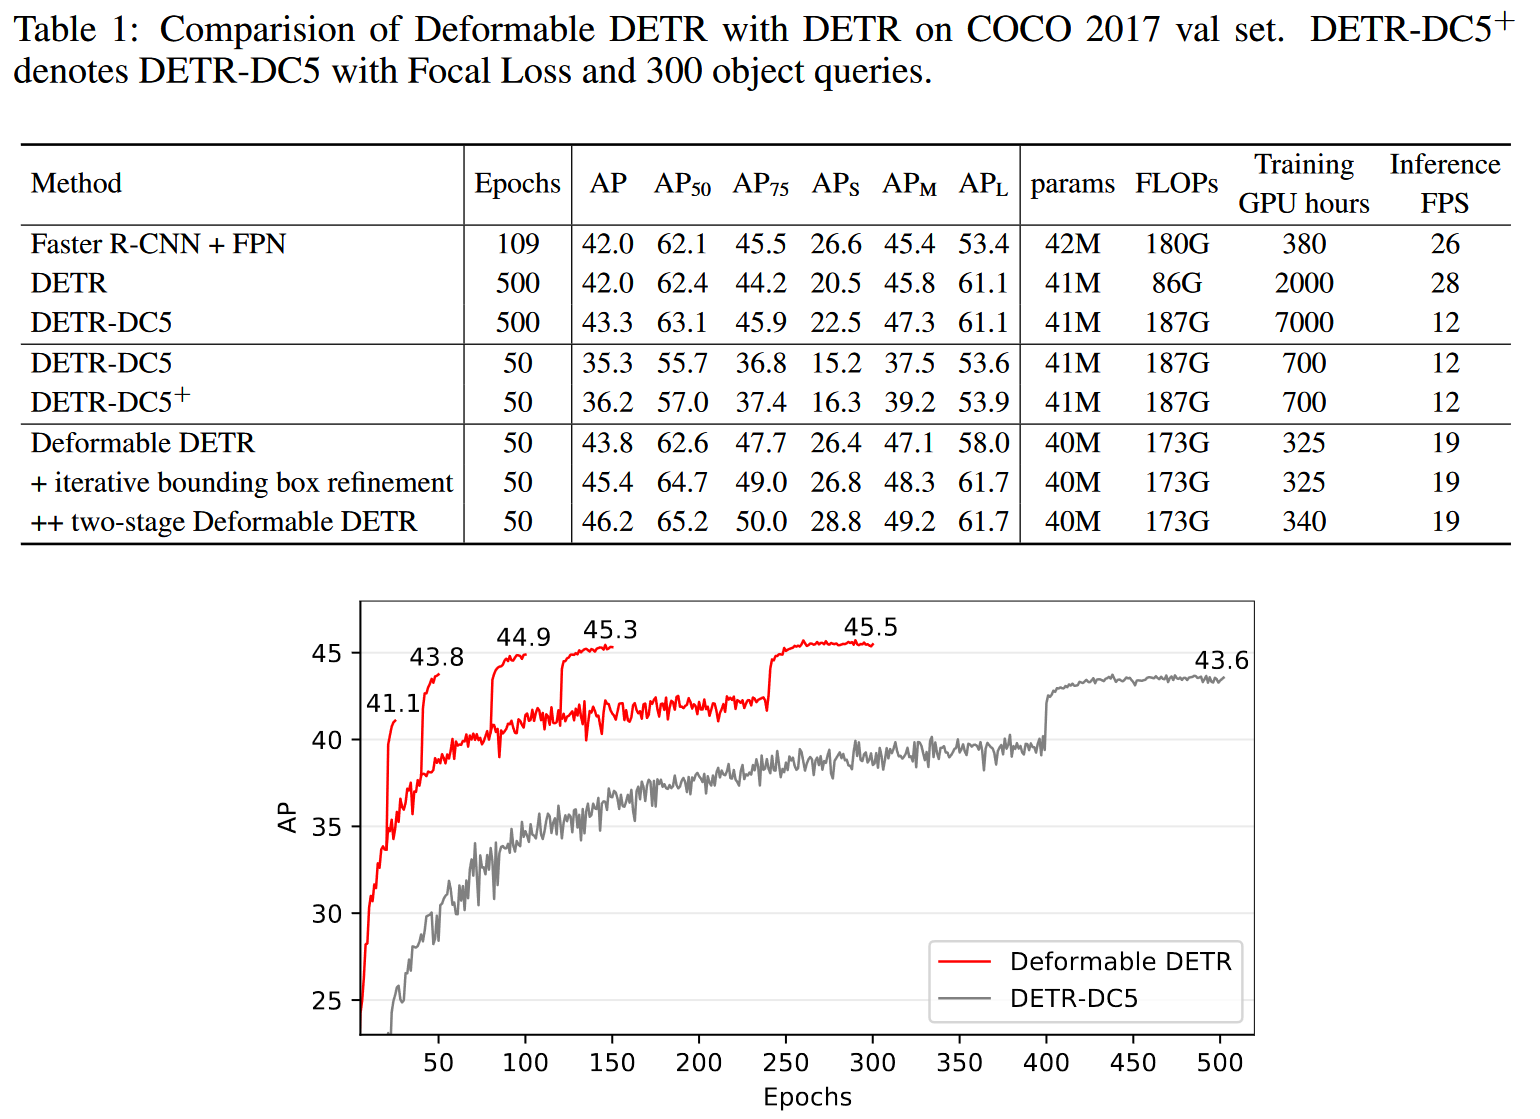 Table 1: Comparision of Deformable DETR with DETR on COCO 2017 val set. DETR-DC5+
denotes DETR-DC5 with Focal Loss and 300 object queries.
Method Epochs AP AP50 AP75 APS APM APL params FLOPs Training GPU hours Inference FPS
Faster R-CNN + FPN 109 42.0 62.1 45.5 26.6 45.4 53.4 42M 180G 380 26
DETR 500 42.0 62.4 44.2 20.5 45.8 61.1 41M 86G 2000 28
DETR-DC5 500 43.3 63.1 45.9 22.5 47.3 61.1 41M 187G 7000 12
DETR-DC5 50 35.3 55.7 36.8 15.2 37.5 53.6 41M 187G 700 12
DETR-DC5+ 50 36.2 57.0 37.4 16.3 39.2 53.9 41M 187G 700 12
Deformable DETR 50 43.8 62.6 47.7 26.4 47.1 58.0 40M 173G 325 19
+ iterative bounding box refinement 50 45.4 64.7 49.0 26.8 48.3 61.7 40M 173G 325 19
++ two-stage Deformable DETR 50 46.2 65.2 50.0 28.8 49.2 61.7 40M 173G 340 19
41.1
43.8
44.9
45.3
45.5
43.6
45
40
35
30
25
AP
Deformable DETR
DETR-DC5
50 100 150 200 250 300 350 400 450 500
Epochs